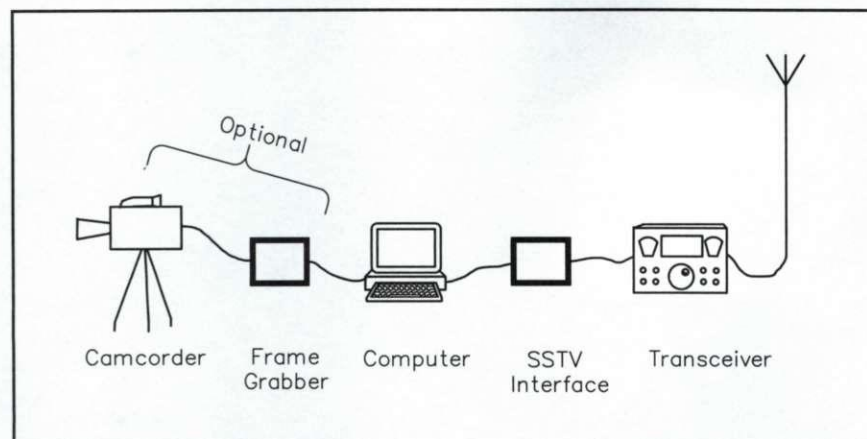 Optional
Camcorder
Frame
Grabber
Computer
SSTV
Interface
Transceiver